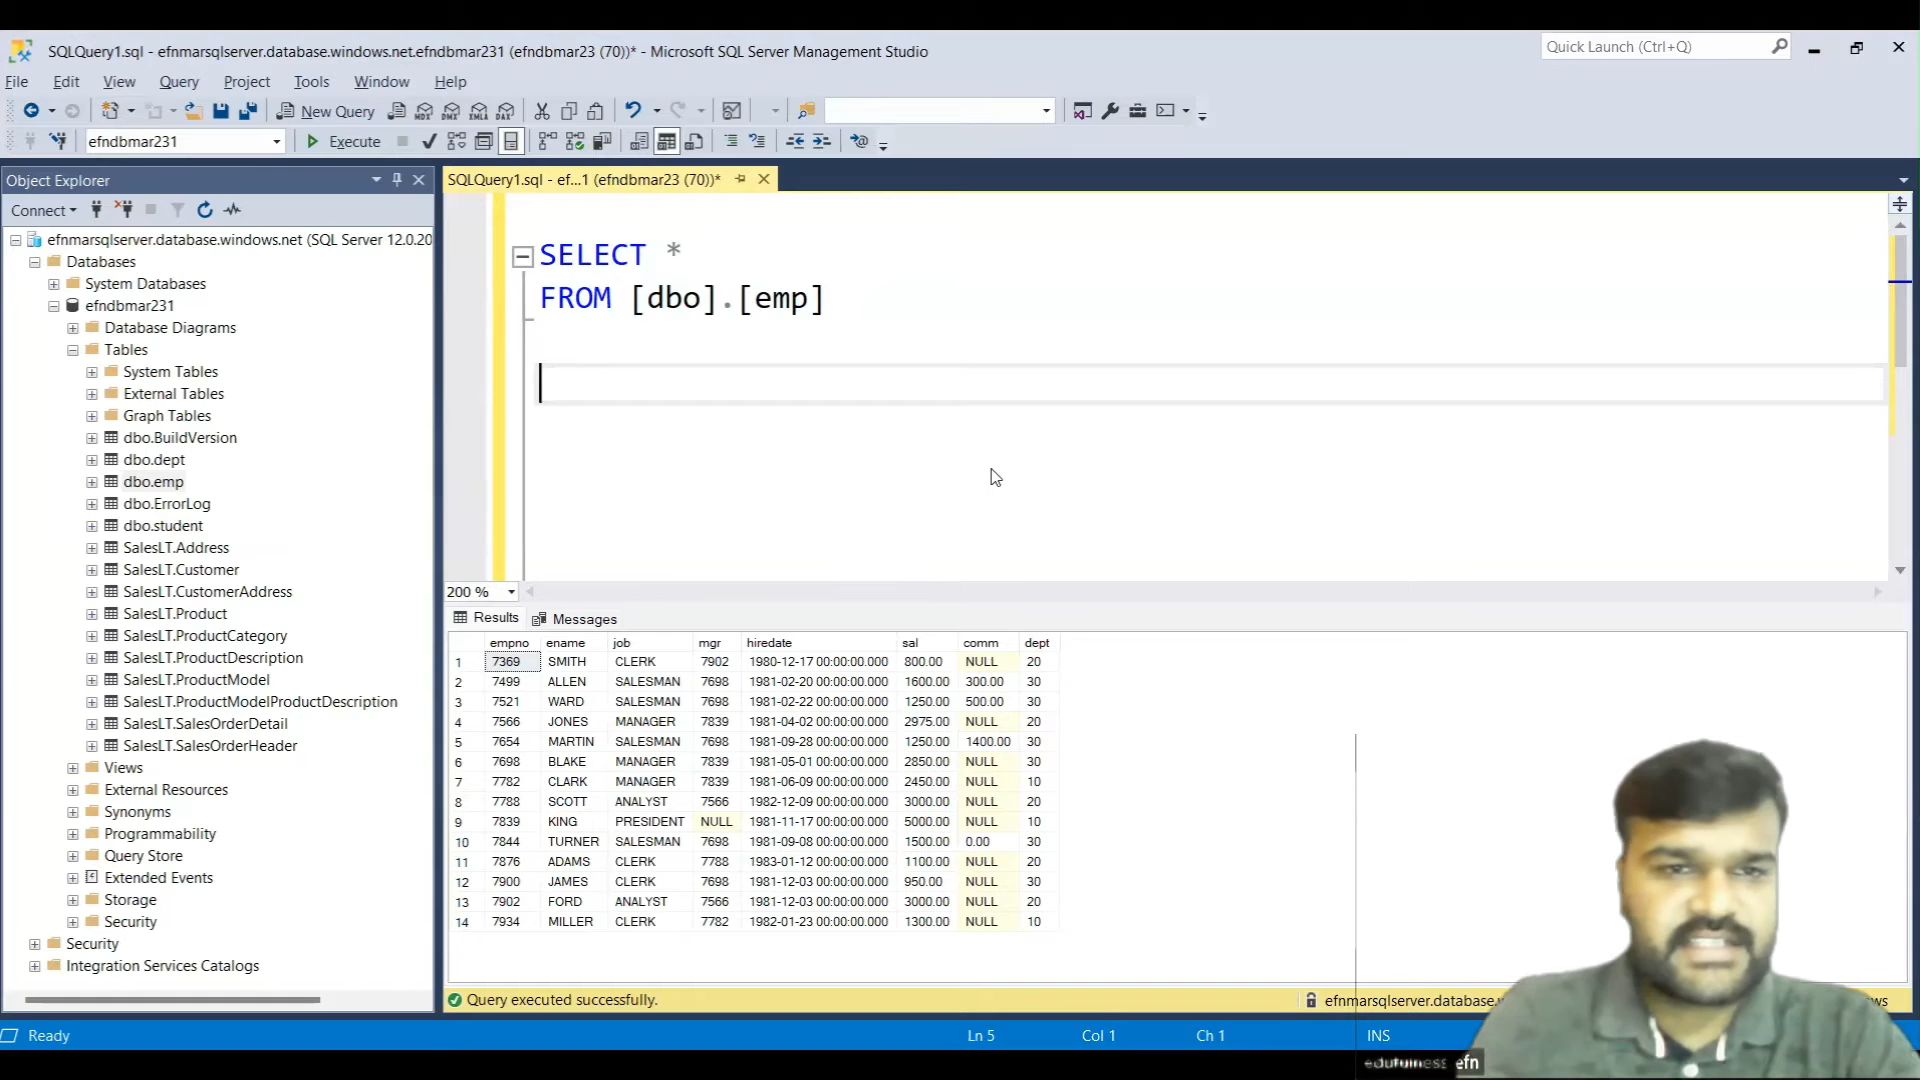 SQLQuery1.sql - efnmarsqlserver.database.windows.net.efndbmar231 (efndbmar23 (70))* - Microsoft SQL Server Management Studio
Quick Launch (Ctrl+Q)
File Edit View Query Project Tools Window Help
New Query
MDX DMX XMLA DAX
efndbmar231 Execute
Object Explorer
SQLQuery1.sql - ef...1 (efndbmar23 (70))*
Connect
efnmarsqlserver.database.windows.net (SQL Server 12.0.20
Databases
System Databases
efndbmar231
Database Diagrams
Tables
System Tables
External Tables
Graph Tables
dbo.BuildVersion
dbo.dept
dbo.emp
dbo.ErrorLog
dbo.student
SalesLT.Address
SalesLT.Customer
SalesLT.CustomerAddress
SalesLT.Product
SalesLT.ProductCategory
SalesLT.ProductDescription
SalesLT.ProductModel
SalesLT.ProductModelProductDescription
SalesLT.SalesOrderDetail
SalesLT.SalesOrderHeader
Views
External Resources
Synonyms
Programmability
Query Store
Extended Events
Storage
Security
Security
Integration Services Catalogs
SELECT *
FROM [dbo].[emp]
200 %
Results Messages
empno ename job mgr hiredate sal comm dept
1 7369 SMITH CLERK 7902 1980-12-17 00:00:00.000 800.00 NULL 20
2 7499 ALLEN SALESMAN 7698 1981-02-20 00:00:00.000 1600.00 300.00 30
3 7521 WARD SALESMAN 7698 1981-02-22 00:00:00.000 1250.00 500.00 30
4 7566 JONES MANAGER 7839 1981-04-02 00:00:00.000 2975.00 NULL 20
5 7654 MARTIN SALESMAN 7698 1981-09-28 00:00:00.000 1250.00 1400.00 30
6 7698 BLAKE MANAGER 7839 1981-05-01 00:00:00.000 2850.00 NULL 30
7 7782 CLARK MANAGER 7839 1981-06-09 00:00:00.000 2450.00 NULL 10
8 7788 SCOTT ANALYST 7566 1982-12-09 00:00:00.000 3000.00 NULL 20
9 7839 KING PRESIDENT NULL 1981-11-17 00:00:00.000 5000.00 NULL 10
10 7844 TURNER SALESMAN 7698 1981-09-08 00:00:00.000 1500.00 0.00 30
11 7876 ADAMS CLERK 7788 1983-01-12 00:00:00.000 1100.00 NULL 20
12 7900 JAMES CLERK 7698 1981-12-03 00:00:00.000 950.00 NULL 30
13 7902 FORD ANALYST 7566 1981-12-03 00:00:00.000 3000.00 NULL 20
14 7934 MILLER CLERK 7782 1982-01-23 00:00:00.000 1300.00 NULL 10
Query executed successfully.
efnmarsqlserver.database.w
ws
Ready Ln 5 Col 1 Ch 1 INS
efn